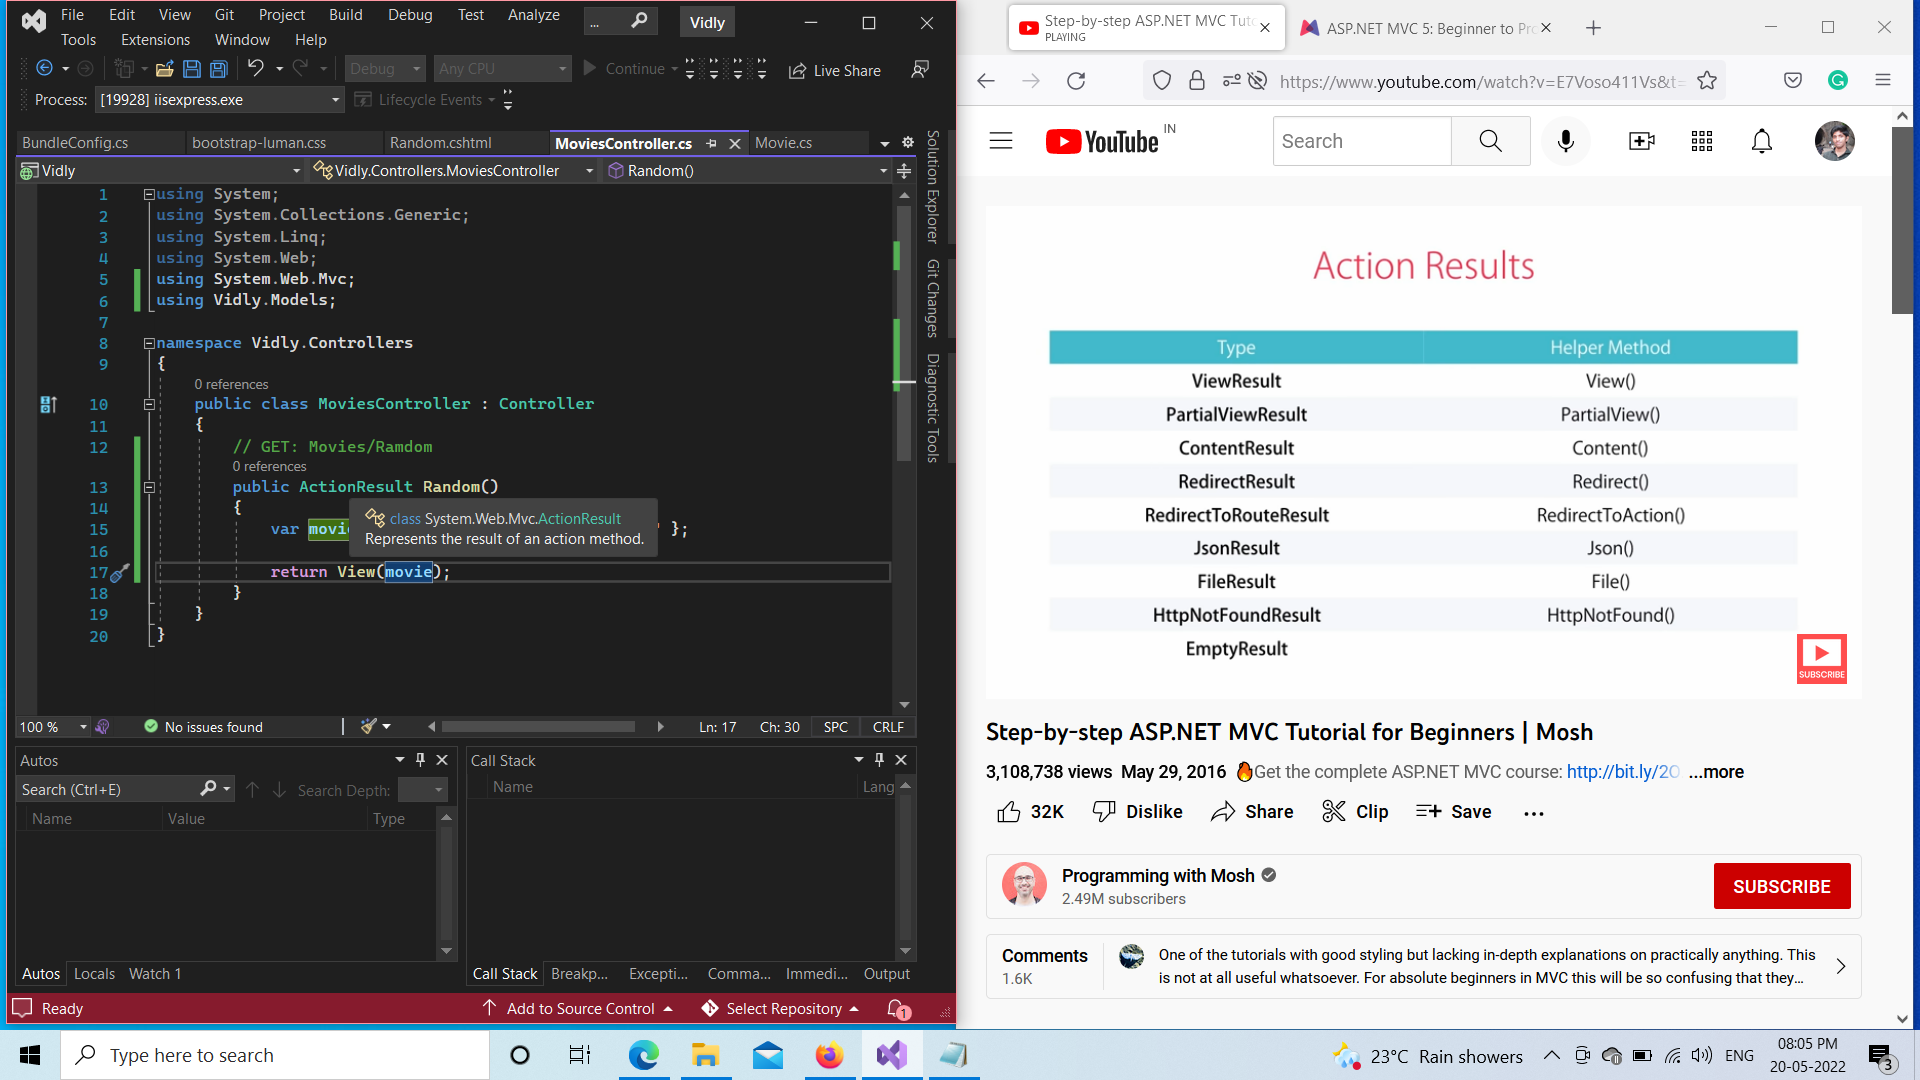 File Edit View Git Project Build Debug Test Analyze ... Vidly
Tools Extensions Window Help
Debug Any CPU Continue Live Share
Process: [19928] iisexpress.exe Lifecycle Events
BundleConfig.cs bootstrap-luman.css Random.cshtml MoviesController.cs Movie.cs
Vidly Vidly.Controllers.MoviesController Random()
1 using System;
2 using System.Collections.Generic;
3 using System.Linq;
4 using System.Web;
5 using System.Web.Mvc;
6 using Vidly.Models;
7
8 namespace Vidly.Controllers
9 {
0 references
10 public class MoviesController : Controller
11 {
12 // GET: Movies/Ramdom
0 references
13 public ActionResult Random()
14 {
class System.Web.Mvc.ActionResult
15 var movie };
Represents the result of an action method.
16
17 return View(movie);
18 }
19 }
20 }
Solution Explorer
Git Changes
Diagnostic Tools
100 % No issues found Ln: 17 Ch: 30 SPC CRLF
Autos
Search (Ctrl+E) Search Depth:
Name Value Type
Autos Locals Watch 1
Call Stack
Name Lang
Call Stack Breakp... Excepti... Comma... Immedi... Output
Ready Add to Source Control Select Repository 1
Step-by-step ASP.NET MVC Tuto
PLAYING
ASP.NET MVC 5: Beginner to Pro
https://www.youtube.com/watch?v=E7Voso411Vs&t=
YouTube IN
Search
Action Results
Type Helper Method
ViewResult View()
PartialViewResult PartialView()
ContentResult Content()
RedirectResult Redirect()
RedirectToRouteResult RedirectToAction()
JsonResult Json()
FileResult File()
HttpNotFoundResult HttpNotFound()
EmptyResult
SUBSCRIBE
Step-by-step ASP.NET MVC Tutorial for Beginners | Mosh
3,108,738 views May 29, 2016 🔥Get the complete ASP.NET MVC course: http://bit.ly/2O ...more
32K Dislike Share Clip Save ...
Programming with Mosh
2.49M subscribers
SUBSCRIBE
Comments
1.6K
One of the tutorials with good styling but lacking in-depth explanations on practically anything. This
is not at all useful whatsoever. For absolute beginners in MVC this will be so confusing that they...
Type here to search
23°C Rain showers ENG
08:05 PM
20-05-2022
3